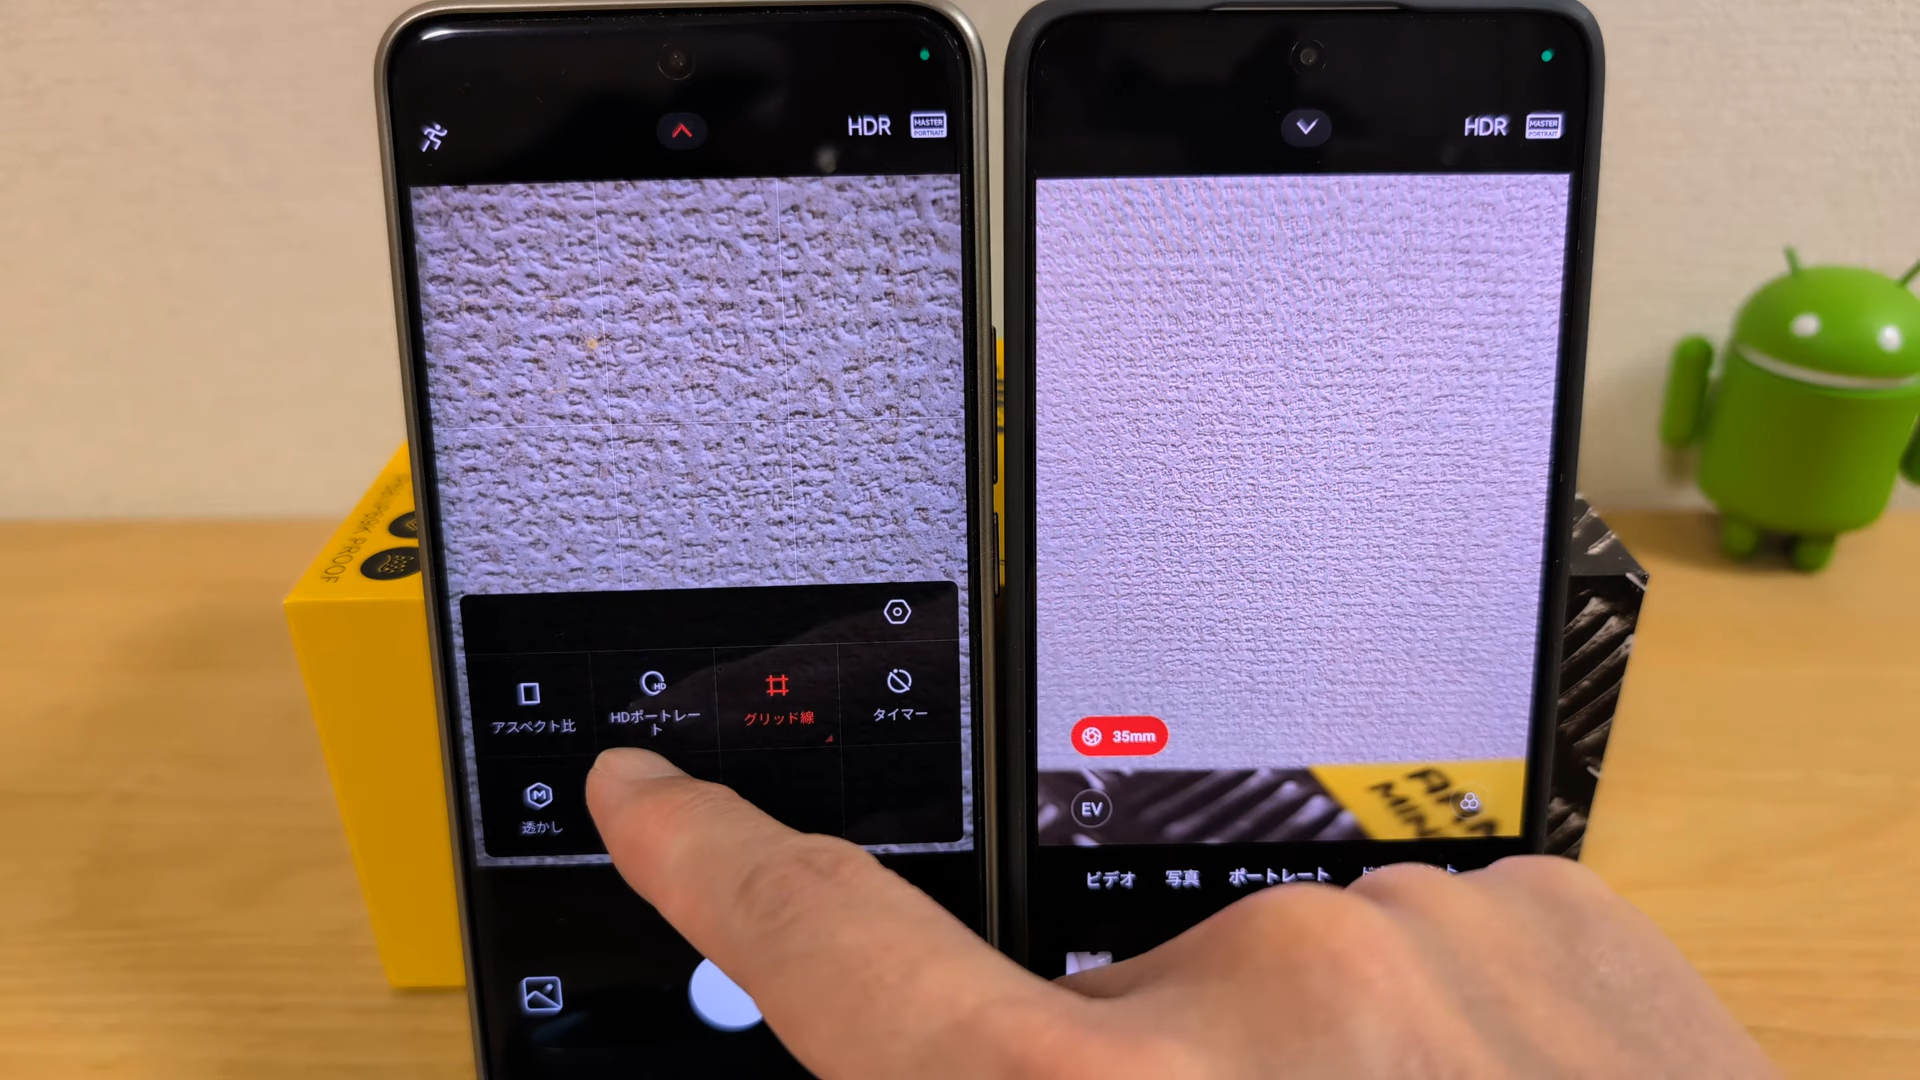 HDR
MASTER
PORTRAIT
HD
アスペクト比
HDポートレー
ト
グリッド線
タイマー
M
透かし
HDR
MASTER
PORTRAIT
35mm
EV
ビデオ
写真
ポートレート
PROOF